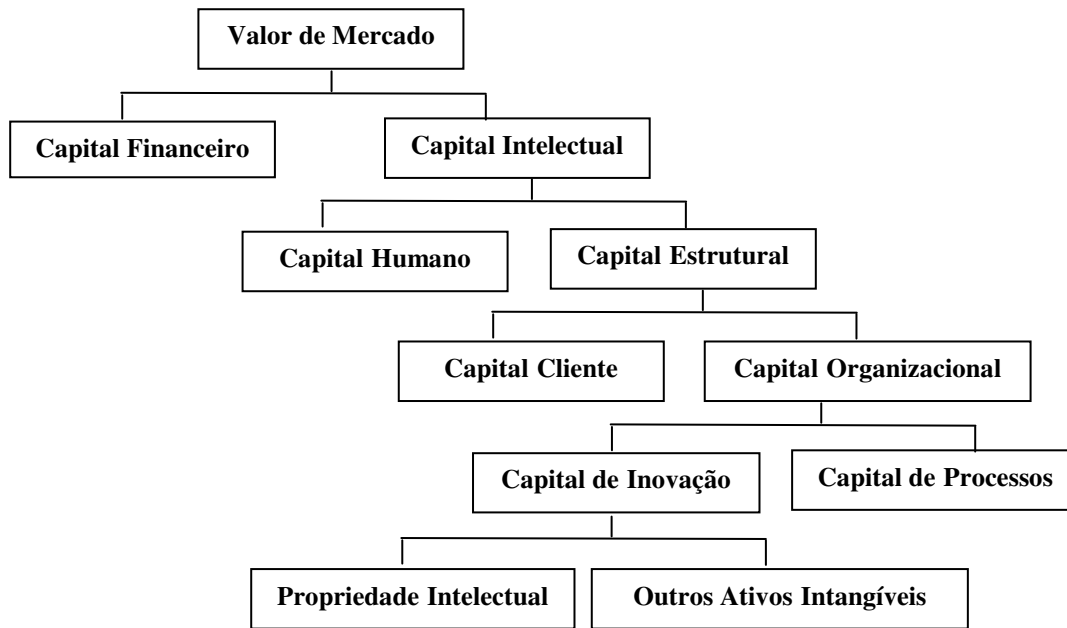 Valor de Mercado
Capital Financeiro
Capital Intelectual
Capital Humano
Capital Estrutural
Capital Cliente
Capital Organizacional
Capital de Inovação
Capital de Processos
Propriedade Intelectual
Outros Ativos Intangíveis